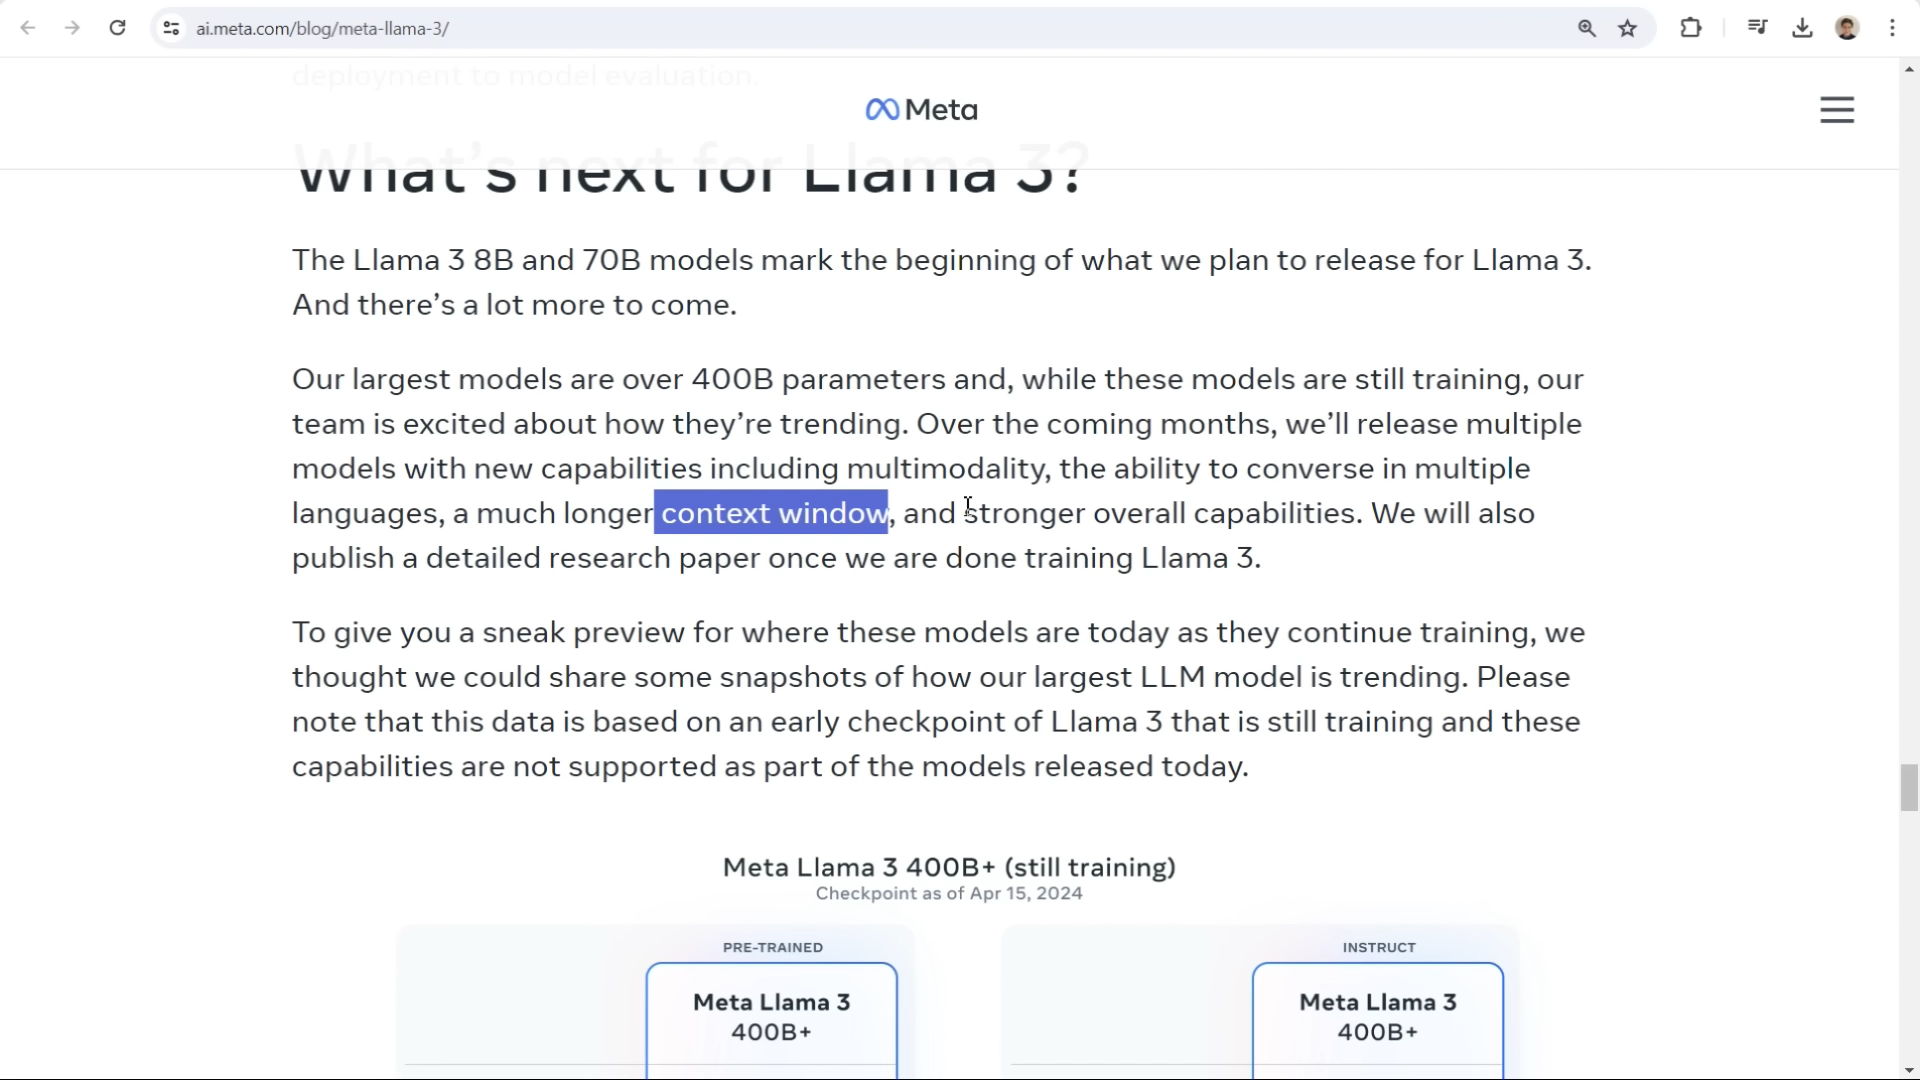 ai.meta.com/blog/meta-llama-3/
deployment to model evaluation.
Meta
What’s next for Llama 3?
The Llama 3 8B and 70B models mark the beginning of what we plan to release for Llama 3.
And there’s a lot more to come.
Our largest models are over 400B parameters and, while these models are still training, our
team is excited about how they’re trending. Over the coming months, we’ll release multiple
models with new capabilities including multimodality, the ability to converse in multiple
languages, a much longer context window, and stronger overall capabilities. We will also
publish a detailed research paper once we are done training Llama 3.
To give you a sneak preview for where these models are today as they continue training, we
thought we could share some snapshots of how our largest LLM model is trending. Please
note that this data is based on an early checkpoint of Llama 3 that is still training and these
capabilities are not supported as part of the models released today.
Meta Llama 3 400B+ (still training)
Checkpoint as of Apr 15, 2024
PRE-TRAINED
Meta Llama 3
400B+
INSTRUCT
Meta Llama 3
400B+